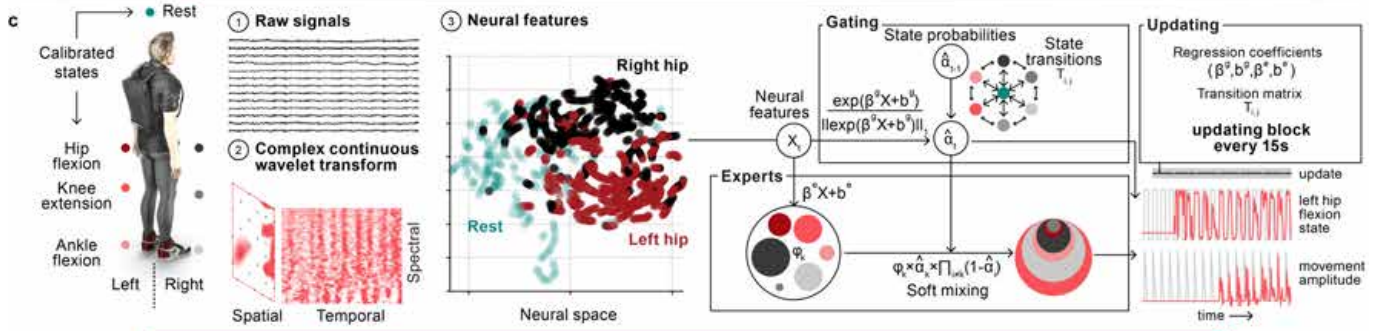 c
Rest
Calibrated
states
Hip
flexion
Knee
extension
Ankle
flexion
Left
Right
1 Raw signals
2 Complex continuous
wavelet transform
Spatial
Temporal
Spectral
3 Neural features
Right hip
Rest
Left hip
Neural space
Neural
features
Xₜ
Gating
State probabilities
α̂ₜ₋₁
State
transitions
Tᵢ,ⱼ
exp(βᵍX+bᵍ)
||exp(βᵍX+bᵍ)||
α̂ₜ
Experts
βᵉX+bᵉ
φₖ
φₖ×α̂ₖ×∏ᵢ≠ₖ(1-α̂ᵢ)
Soft mixing
Updating
Regression coefficients
(βᵍ,bᵍ,βᵉ,bᵉ)
Transition matrix
Tᵢ,ⱼ
updating block
every 15s
update
left hip
flexion
state
movement
amplitude
time